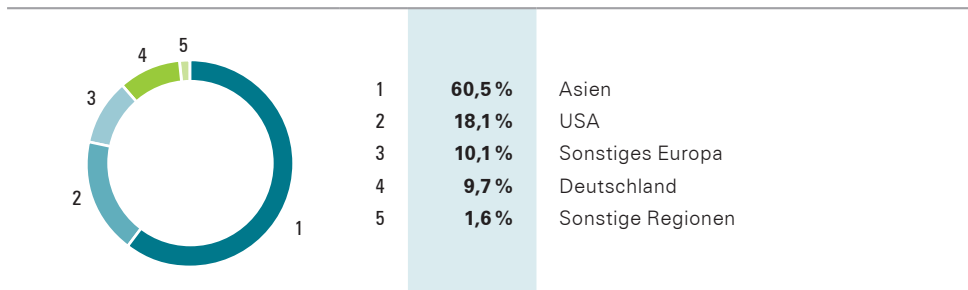 5
4
3
2
1
1 60,5 % Asien
2 18,1 % USA
3 10,1 % Sonstiges Europa
4 9,7 % Deutschland
5 1,6 % Sonstige Regionen